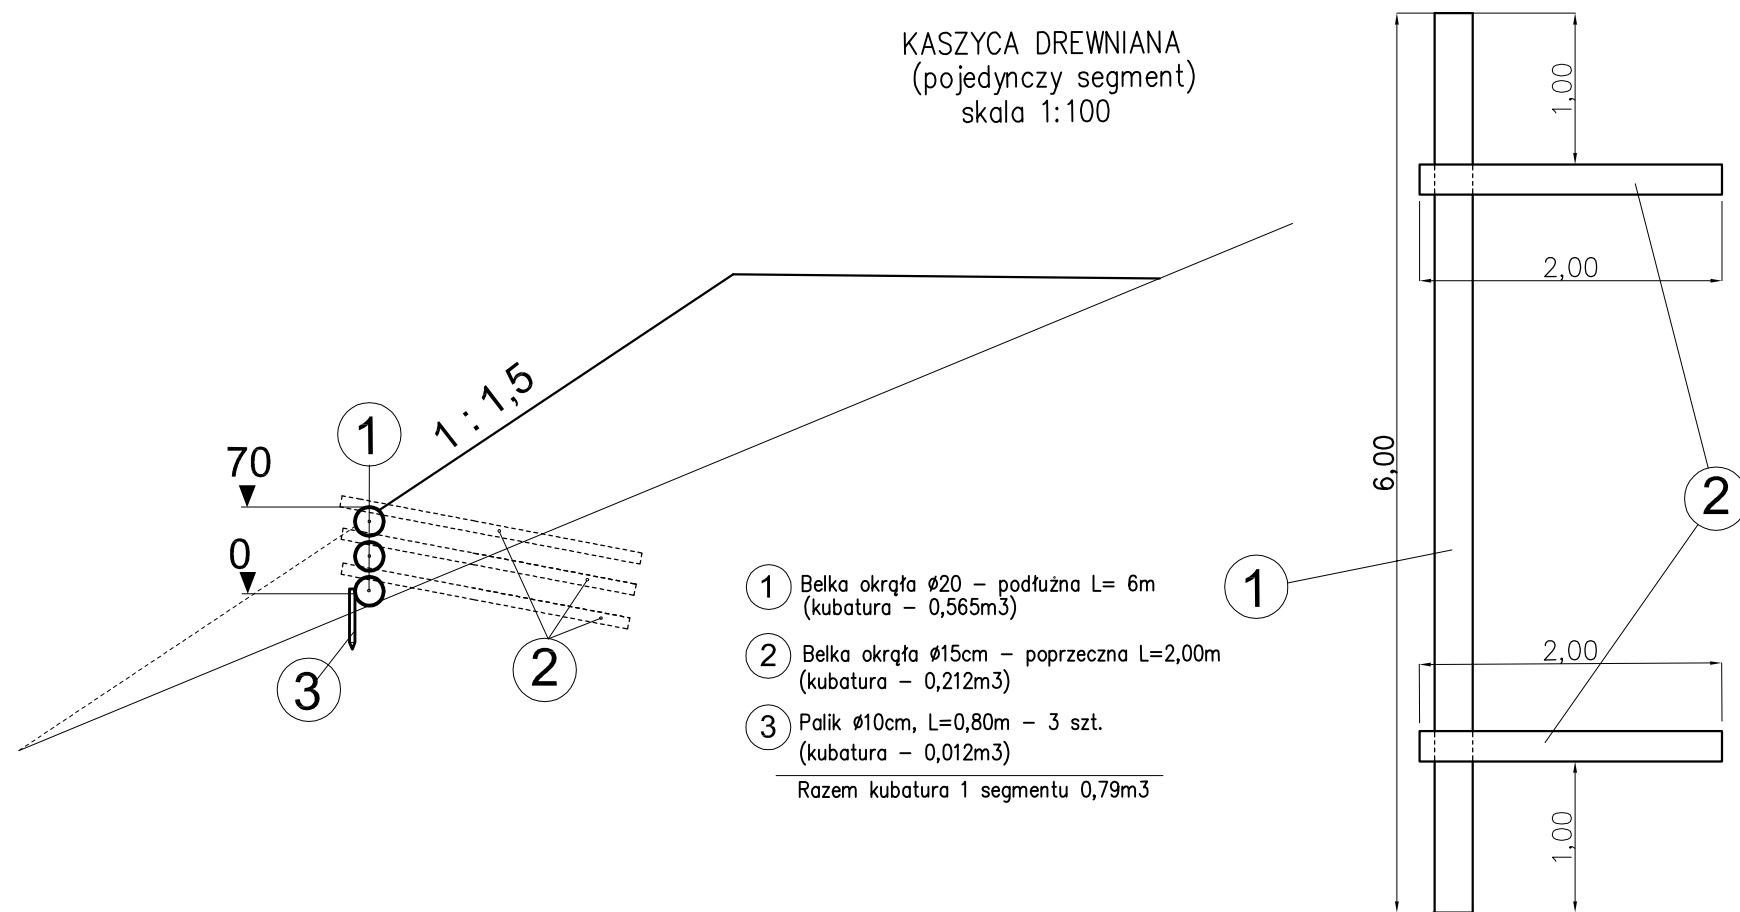 KASZYCA DREWNIANA
(pojedynczy segment)
skala 1:100
1,00
2,00
6,00
2
1
2,00
1,00
1 : 1,5
1
70
0
3
2
1 Belka okrągła ø20 – podłużna L= 6m
(kubatura – 0,565m3)
2 Belka okrągła ø15cm – poprzeczna L=2,00m
(kubatura – 0,212m3)
3 Palik ø10cm, L=0,80m – 3 szt.
(kubatura – 0,012m3)
Razem kubatura 1 segmentu 0,79m3